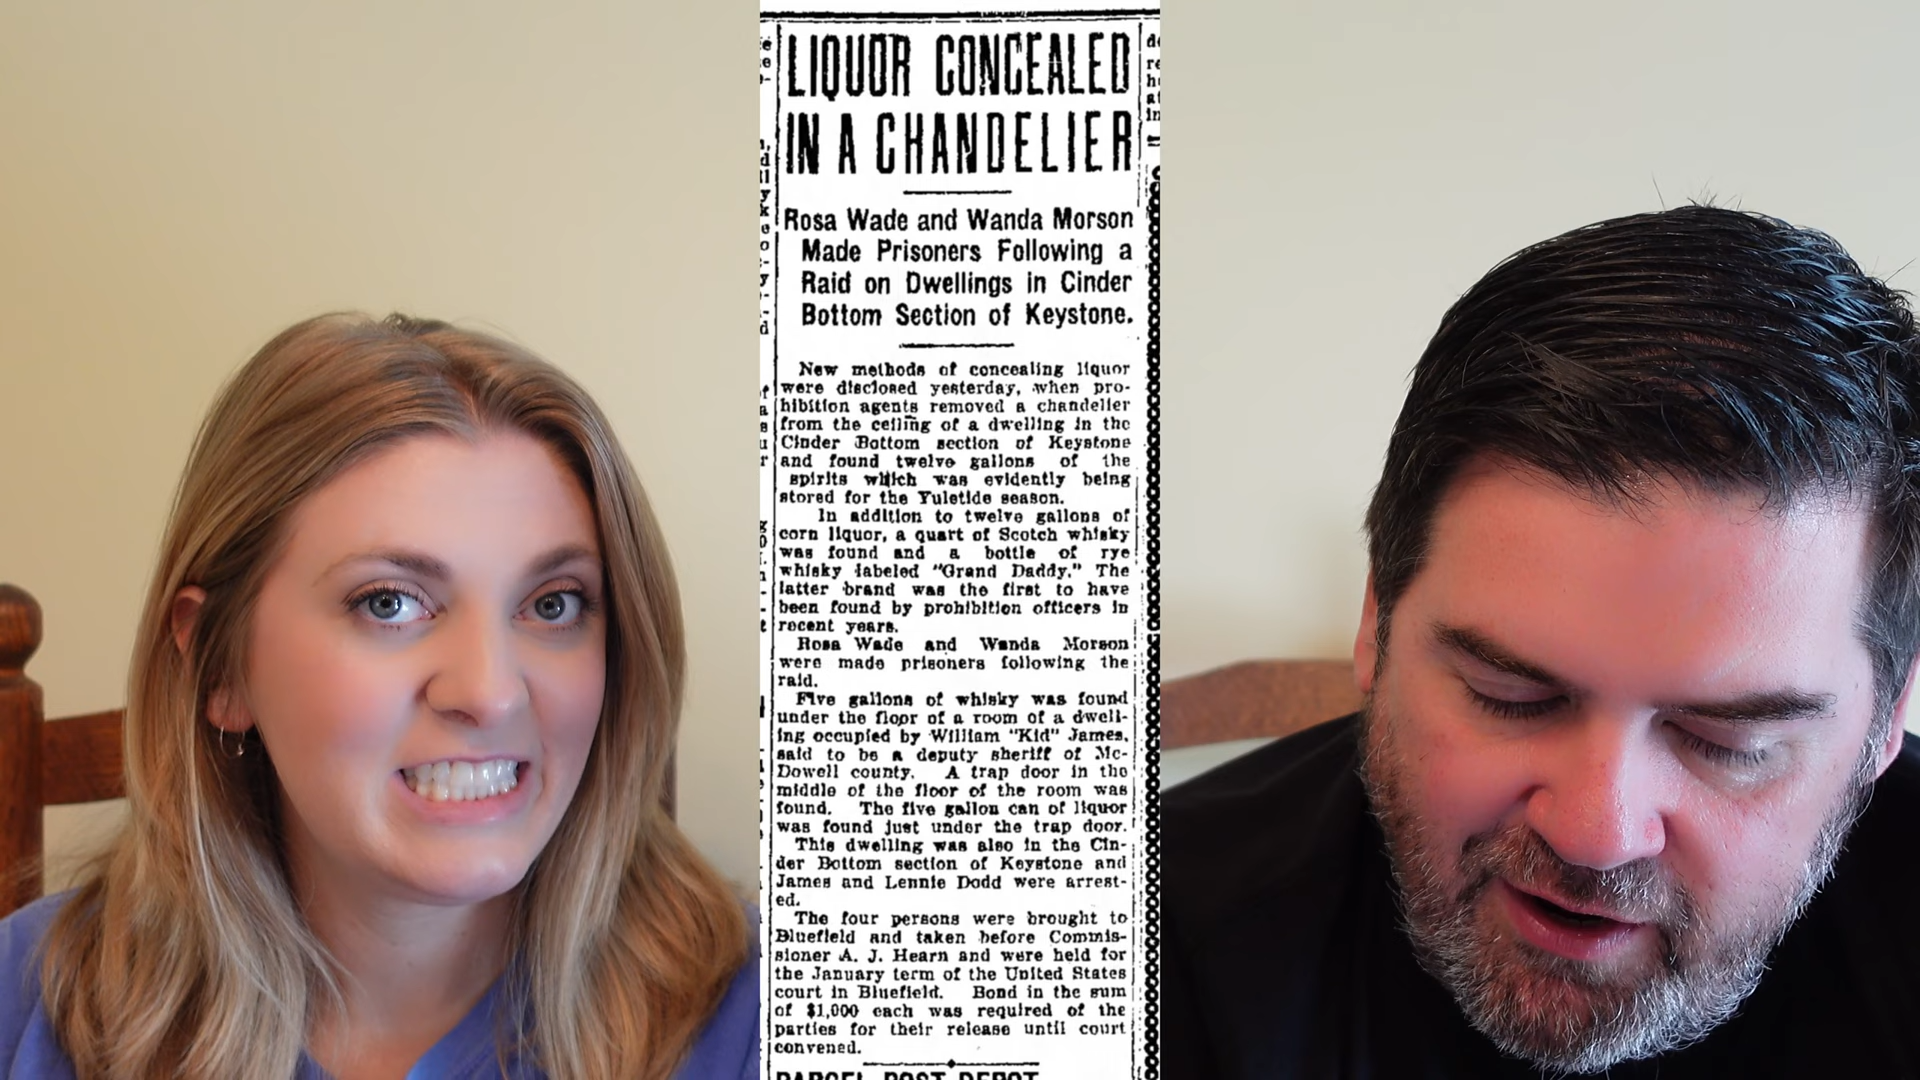 LIQUOR CONCEALED
IN A CHANDELIER
Rosa Wade and Wanda Morson
Made Prisoners Following a
Raid on Dwellings in Cinder
Bottom Section of Keystone.
New methods of concealing liquor
were disclosed yesterday, when pro-
hibition agents removed a chandelier
from the ceiling of a dwelling in the
Cinder Bottom section of Keystone
and found twelve gallons of the
spirits which was evidently being
stored for the Yuletide season.
In addition to twelve gallons of
corn liquor, a quart of Scotch whisky
was found and a bottle of rye
whisky labeled "Grand Daddy." The
latter brand was the first to have
been found by prohibition officers in
recent years.
Rosa Wade and Wanda Morson
were made prisoners following the
raid.
Five gallons of whisky was found
under the floor of a room of a dwell-
ing occupied by William "Kid" James,
said to be a deputy sheriff of Mc-
Dowell county. A trap door in the
middle of the floor of the room was
found. The five gallon can of liquor
was found just under the trap door.
This dwelling was also in the Cin-
der Bottom section of Keystone and
James and Lennie Dodd were arrest-
ed.
The four persons were brought to
Bluefield and taken before Commis-
sioner A. J. Hearn and were held for
the January term of the United States
court in Bluefield. Bond in the sum
of $1,000 each was required of the
parties for their release until court
convened.
PARCEL POST DEPOT